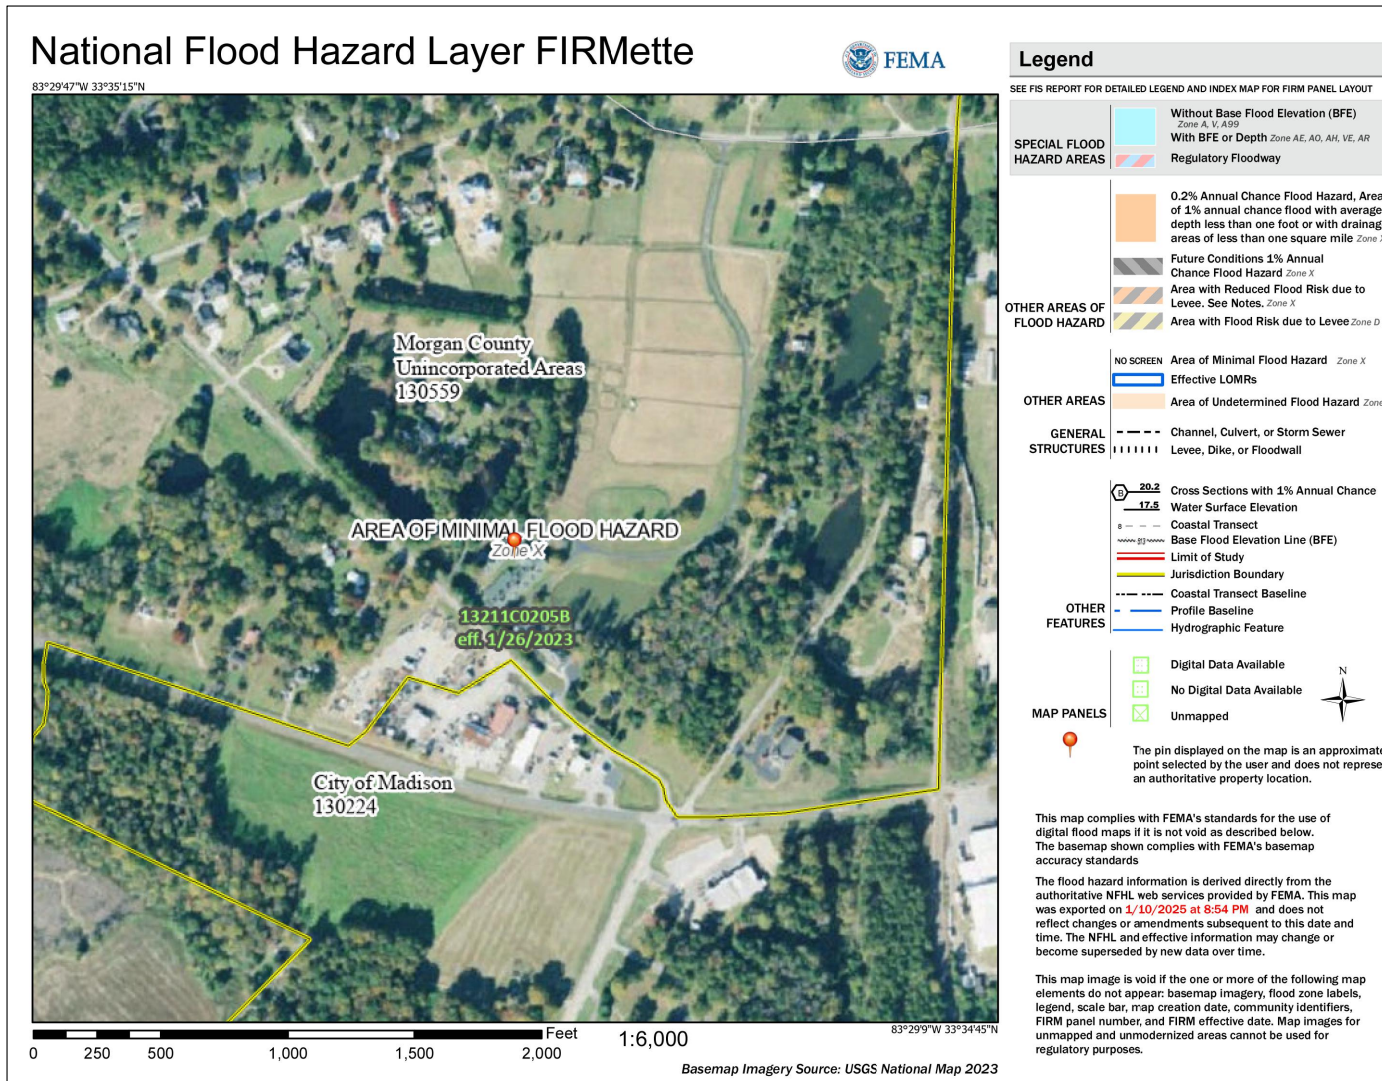 National Flood Hazard Layer FIRMette
FEMA
83°29'47"W 33°35'15"N
Morgan County
Unincorporated Areas
130559
AREA OF MINIMAL FLOOD HAZARD
Zone X
13211C0205B
eff. 1/26/2023
City of Madison
130224
Feet
0 250 500 1,000 1,500 2,000
1:6,000
83°29'9"W 33°34'45"N
Basemap Imagery Source: USGS National Map 2023
Legend
SEE FIS REPORT FOR DETAILED LEGEND AND INDEX MAP FOR FIRM PANEL LAYOUT
SPECIAL FLOOD
HAZARD AREAS
Without Base Flood Elevation (BFE)
Zone A, V, A99
With BFE or Depth Zone AE, AO, AH, VE, AR
Regulatory Floodway
OTHER AREAS OF
FLOOD HAZARD
0.2% Annual Chance Flood Hazard, Area
of 1% annual chance flood with average
depth less than one foot or with drainag
areas of less than one square mile Zone
Future Conditions 1% Annual
Chance Flood Hazard Zone X
Area with Reduced Flood Risk due to
Levee. See Notes. Zone X
Area with Flood Risk due to Levee Zone D
OTHER AREAS
NO SCREEN Area of Minimal Flood Hazard Zone X
Effective LOMRs
Area of Undetermined Flood Hazard Zone
GENERAL
STRUCTURES
Channel, Culvert, or Storm Sewer
Levee, Dike, or Floodwall
OTHER
FEATURES
B 20.2 Cross Sections with 1% Annual Chance
17.5 Water Surface Elevation
8 Coastal Transect
513 Base Flood Elevation Line (BFE)
Limit of Study
Jurisdiction Boundary
Coastal Transect Baseline
Profile Baseline
Hydrographic Feature
MAP PANELS
Digital Data Available
No Digital Data Available
Unmapped
N
The pin displayed on the map is an approximate
point selected by the user and does not represe
an authoritative property location.
This map complies with FEMA's standards for the use of
digital flood maps if it is not void as described below.
The basemap shown complies with FEMA's basemap
accuracy standards
The flood hazard information is derived directly from the
authoritative NFHL web services provided by FEMA. This map
was exported on 1/10/2025 at 8:54 PM and does not
reflect changes or amendments subsequent to this date and
time. The NFHL and effective information may change or
become superseded by new data over time.
This map image is void if the one or more of the following map
elements do not appear: basemap imagery, flood zone labels,
legend, scale bar, map creation date, community identifiers,
FIRM panel number, and FIRM effective date. Map images for
unmapped and unmodernized areas cannot be used for
regulatory purposes.